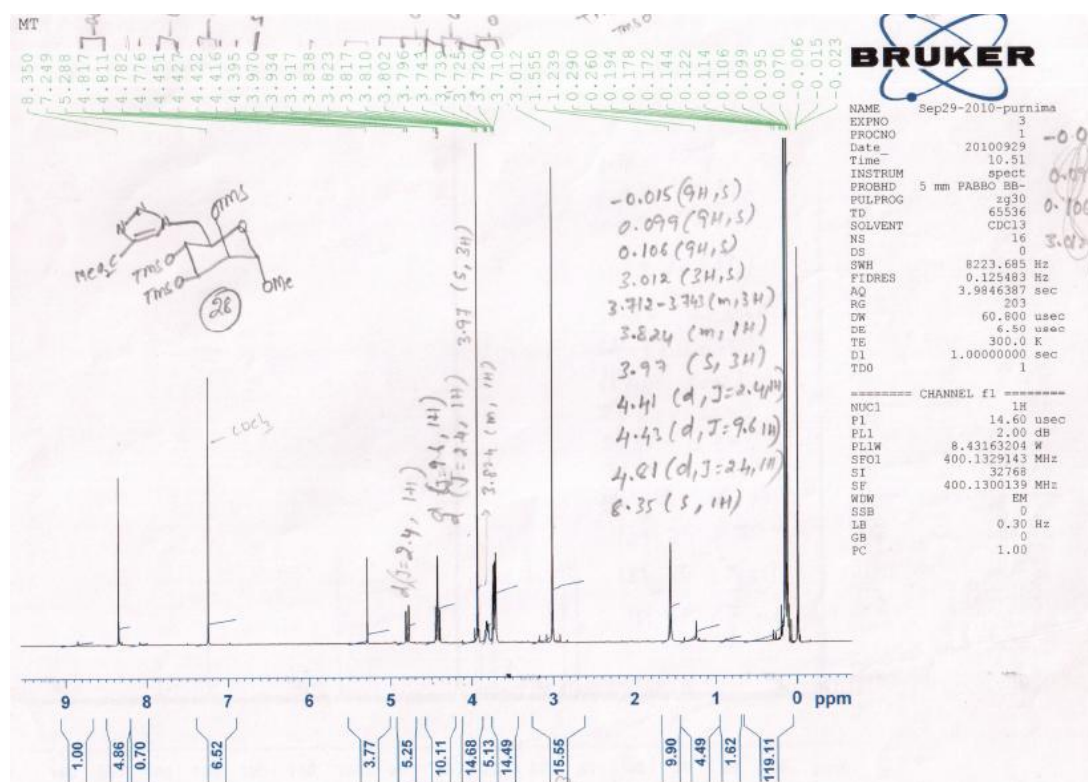 MT
8.350
7.249
5.288
4.817
4.811
4.782
4.776
4.451
4.427
4.422
4.416
4.395
3.970
3.934
3.917
3.838
3.823
3.817
3.810
3.802
3.796
3.743
3.739
3.725
3.720
3.710
3.012
1.555
1.239
0.290
0.260
0.194
0.178
0.172
0.144
0.122
0.114
0.106
0.099
0.095
0.070
-0.006
-0.015
-0.023
TMSO
BRUKER
NAME Sep29-2010-purnima
EXPNO 3
PROCNO 1
Date_ 20100929
Time 10.51
INSTRUM spect
PROBHD 5 mm PABBO BB-
PULPROG zg30
TD 65536
SOLVENT CDCl3
NS 16
DS 0
SWH 8223.685 Hz
FIDRES 0.125483 Hz
AQ 3.9846387 sec
RG 203
DW 60.800 usec
DE 6.50 usec
TE 300.0 K
D1 1.00000000 sec
TD0 1
======== CHANNEL f1 ========
NUC1 1H
P1 14.60 usec
PL1 2.00 dB
PL1W 8.43163204 W
SFO1 400.1329143 MHz
SI 32768
SF 400.1300139 MHz
WDW EM
SSB 0
LB 0.30 Hz
GB 0
PC 1.00
N N N
OTMS
O
MeO2C
TMSO
TMSO
OMe
28
CDCl3
d(J=2.4, 1H)
d (J=9.6, 1H)
d (J=2.4, 1H)
3.97 (S, 3H)
3.824 (m, 1H)
-0.015 (9H,S)
0.099 (9H,S)
0.106 (9H,S)
3.012 (3H,S)
3.712-3.743 (m, 3H)
3.824 (m, 1H)
3.97 (S, 3H)
4.41 (d, J=2.4, 1H)
4.43 (d, J=9.6 1H)
4.81 (d, J=2.4, 1H)
8.35 (S, 1H)
9 8 7 6 5 4 3 2 1 0 ppm
1.00 4.86 0.70 6.52 3.77 5.25 10.11 14.68 5.13 14.49 15.55 9.90 4.49 1.62 119.11